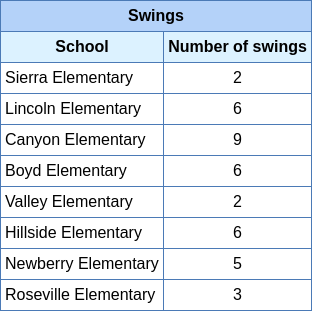 Swings
School Number of swings
Sierra Elementary 2
Lincoln Elementary 6
Canyon Elementary 9
Boyd Elementary 6
Valley Elementary 2
Hillside Elementary 6
Newberry Elementary 5
Roseville Elementary 3